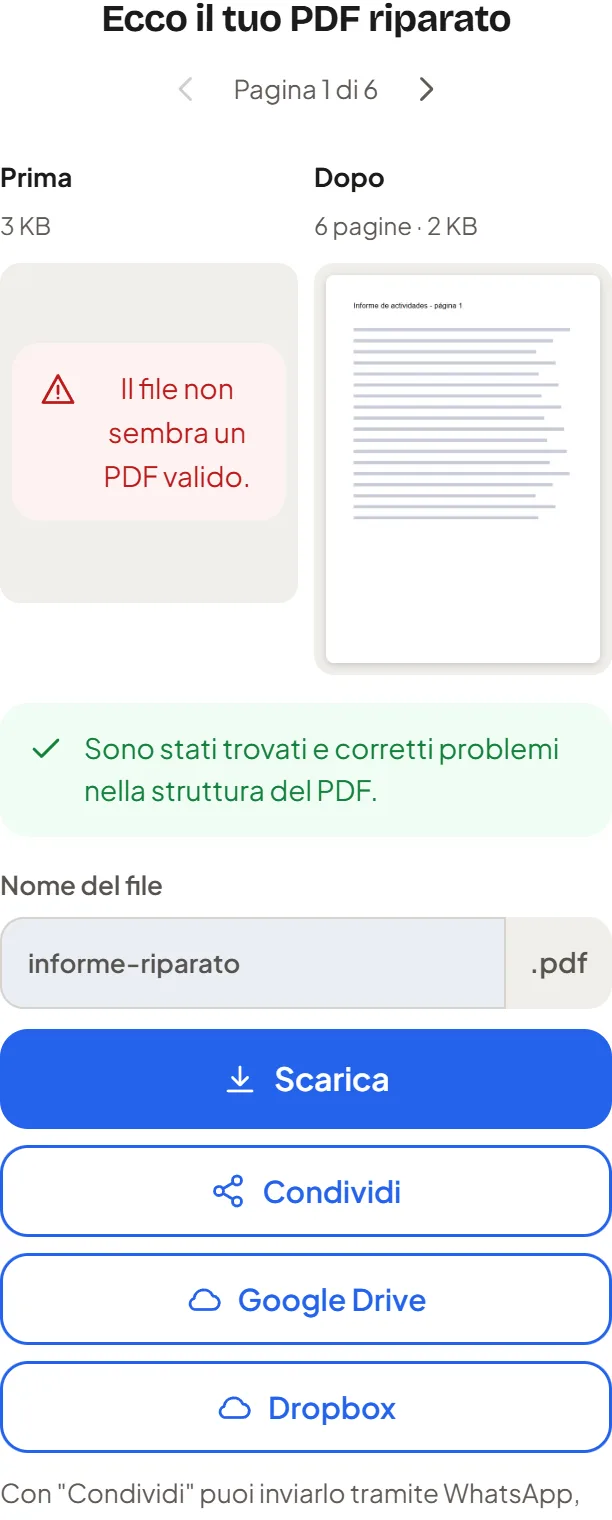 Ecco il tuo PDF riparato
Pagina 1 di 6
Prima
3 KB
Il file non
sembra un
PDF valido.
Dopo
6 pagine · 2 KB
Informe de actividades - página 1
Sono stati trovati e corretti problemi
nella struttura del PDF.
Nome del file
informe-riparato
.pdf
Scarica
Condividi
Google Drive
Dropbox
Con "Condividi" puoi inviarlo tramite WhatsApp,